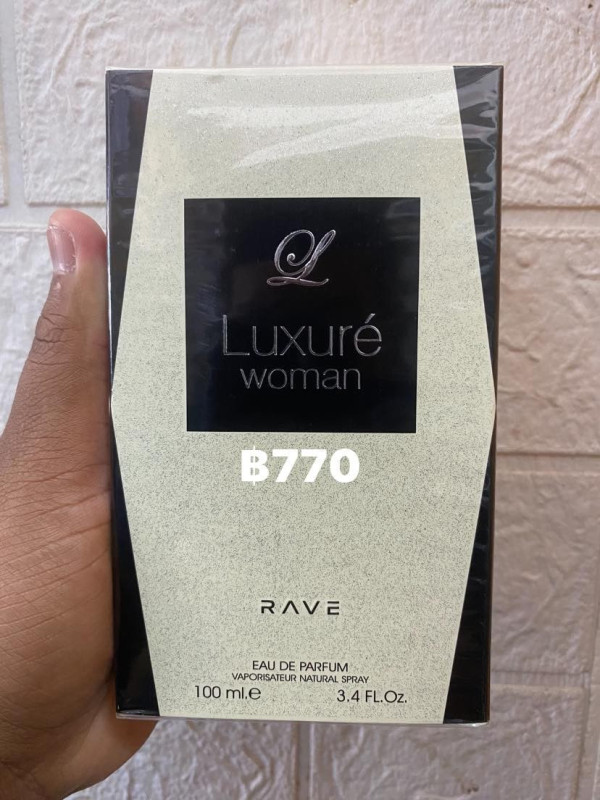 L
Luxuré
woman
฿770
RAVE
EAU DE PARFUM
VAPORISATEUR NATURAL SPRAY
100 ml.e 3.4 FL.Oz.